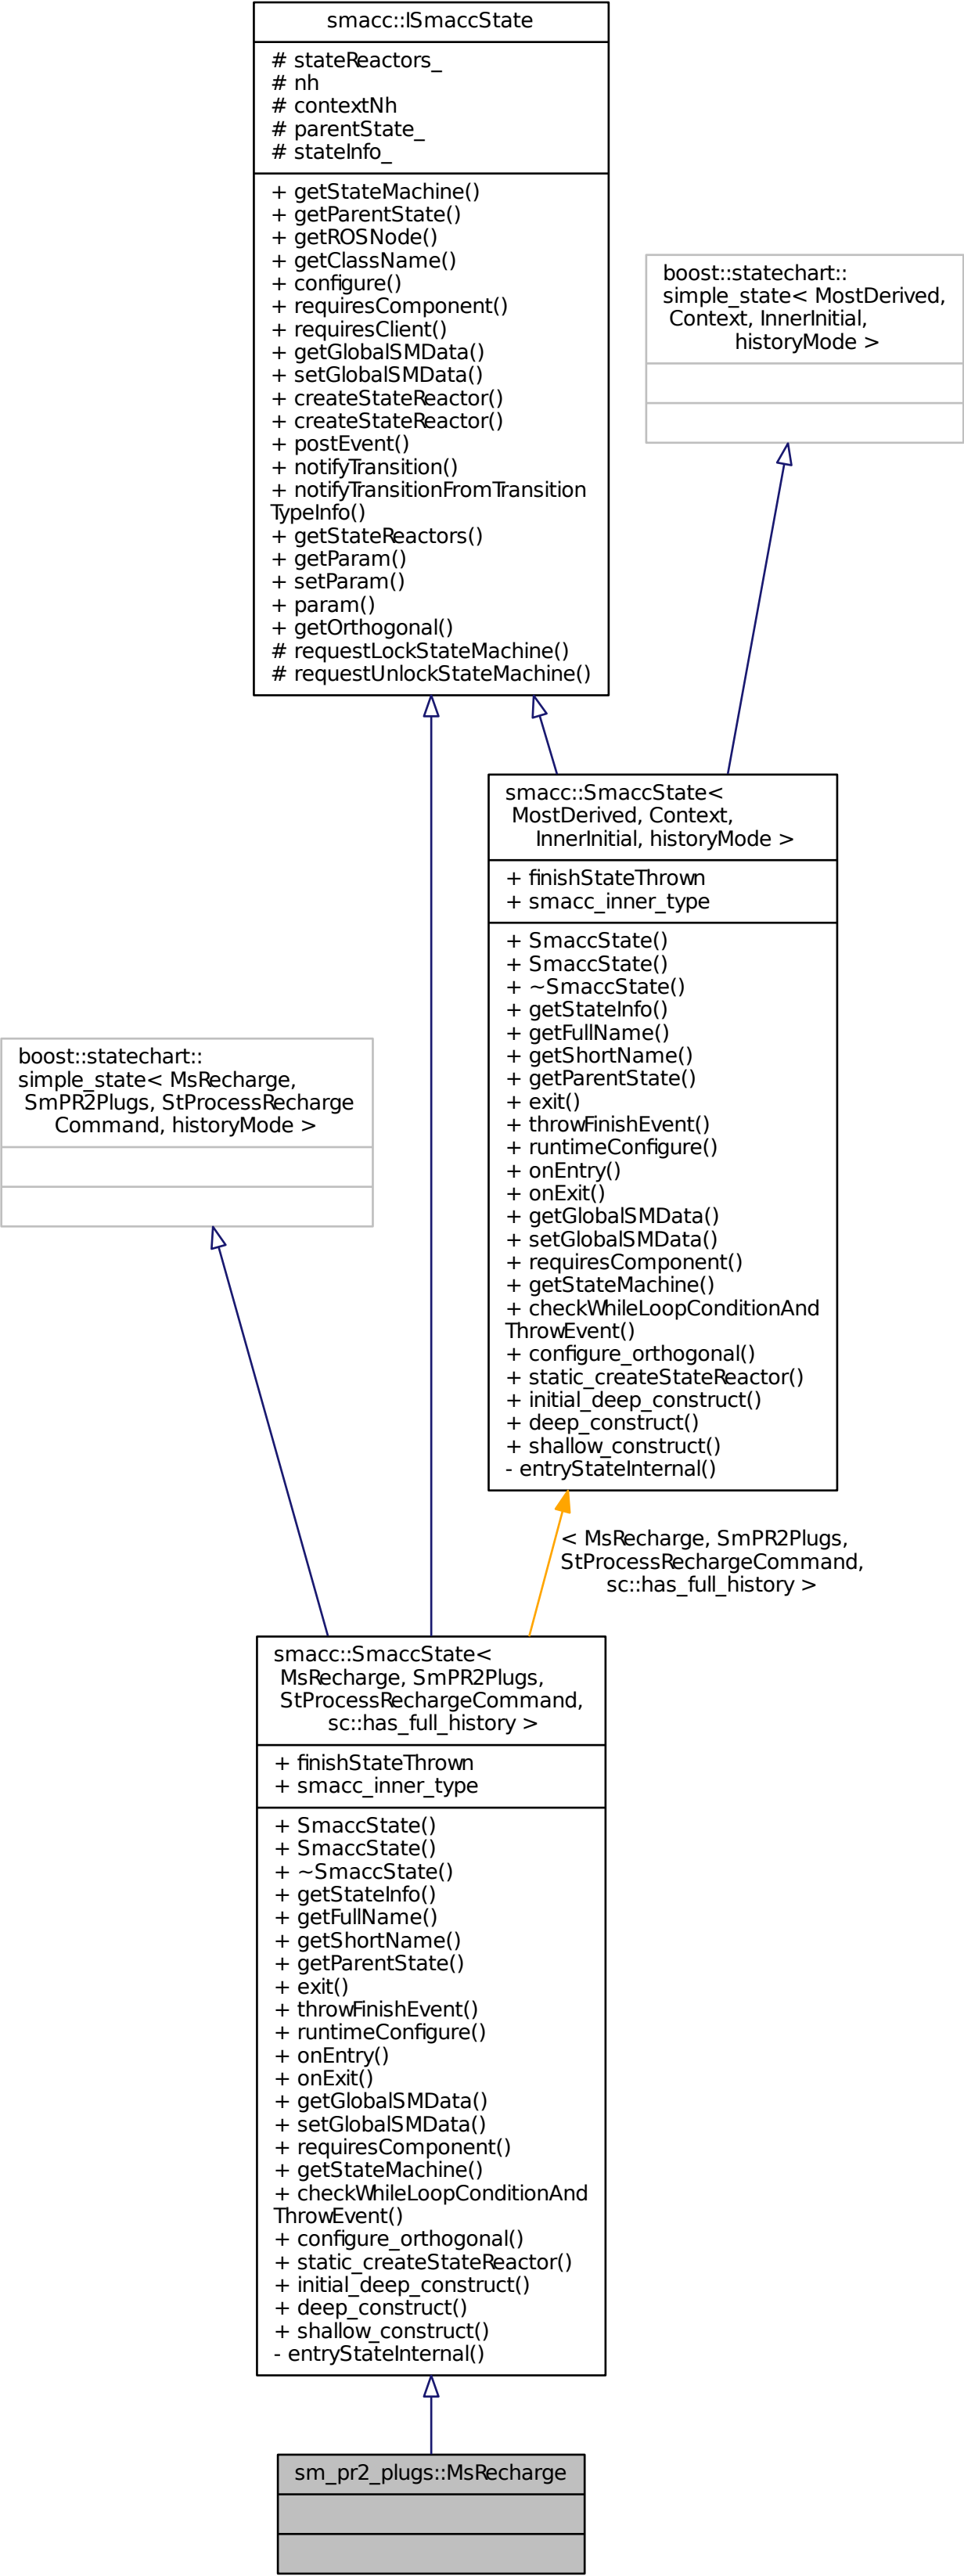 smacc::ISmaccState
# stateReactors_
# nh
# contextNh
# parentState_
# stateInfo_
+ getStateMachine()
+ getParentState()
+ getROSNode()
+ getClassName()
+ configure()
+ requiresComponent()
+ requiresClient()
+ getGlobalSMData()
+ setGlobalSMData()
+ createStateReactor()
+ createStateReactor()
+ postEvent()
+ notifyTransition()
+ notifyTransitionFromTransition
TypeInfo()
+ getStateReactors()
+ getParam()
+ setParam()
+ param()
+ getOrthogonal()
# requestLockStateMachine()
# requestUnlockStateMachine()
boost::statechart::
simple_state< MostDerived,
Context, InnerInitial,
historyMode >
smacc::SmaccState<
MostDerived, Context,
InnerInitial, historyMode >
+ finishStateThrown
+ smacc_inner_type
+ SmaccState()
+ SmaccState()
+ ~SmaccState()
+ getStateInfo()
+ getFullName()
+ getShortName()
+ getParentState()
+ exit()
+ throwFinishEvent()
+ runtimeConfigure()
+ onEntry()
+ onExit()
+ getGlobalSMData()
+ setGlobalSMData()
+ requiresComponent()
+ getStateMachine()
+ checkWhileLoopConditionAnd
ThrowEvent()
+ configure_orthogonal()
+ static_createStateReactor()
+ initial_deep_construct()
+ deep_construct()
+ shallow_construct()
- entryStateInternal()
boost::statechart::
simple_state< MsRecharge,
SmPR2Plugs, StProcessRecharge
Command, historyMode >
< MsRecharge, SmPR2Plugs,
StProcessRechargeCommand,
sc::has_full_history >
smacc::SmaccState<
MsRecharge, SmPR2Plugs,
StProcessRechargeCommand,
sc::has_full_history >
+ finishStateThrown
+ smacc_inner_type
+ SmaccState()
+ SmaccState()
+ ~SmaccState()
+ getStateInfo()
+ getFullName()
+ getShortName()
+ getParentState()
+ exit()
+ throwFinishEvent()
+ runtimeConfigure()
+ onEntry()
+ onExit()
+ getGlobalSMData()
+ setGlobalSMData()
+ requiresComponent()
+ getStateMachine()
+ checkWhileLoopConditionAnd
ThrowEvent()
+ configure_orthogonal()
+ static_createStateReactor()
+ initial_deep_construct()
+ deep_construct()
+ shallow_construct()
- entryStateInternal()
sm_pr2_plugs::MsRecharge